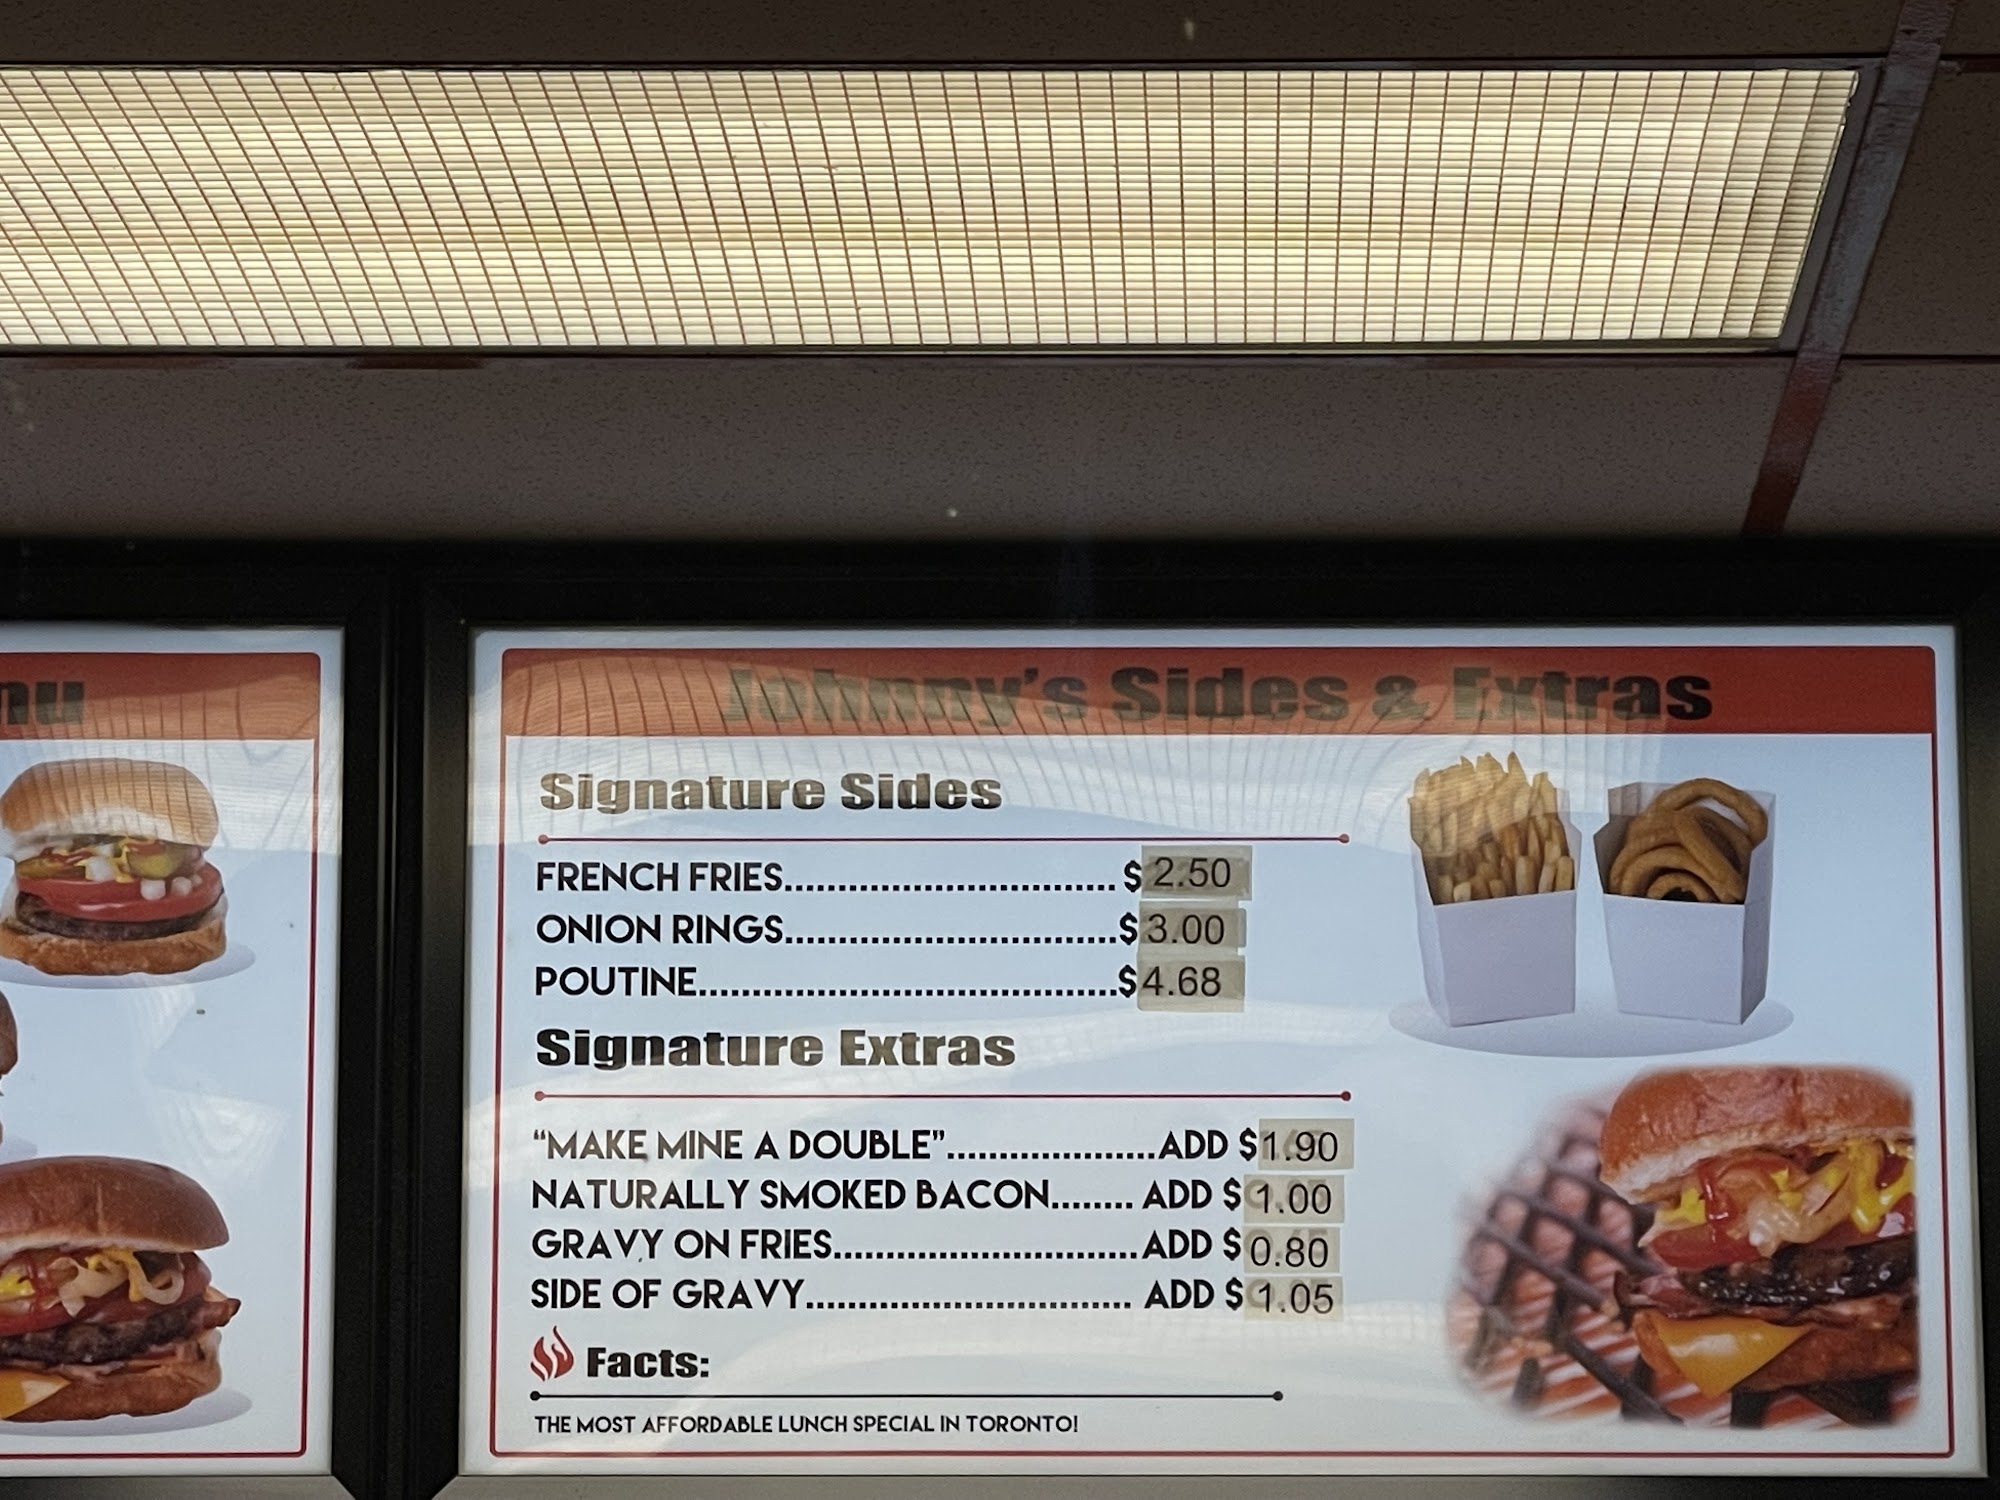 nu
Johnny's Sides & Extras
Signature Sides
FRENCH FRIES................................ $ 2.50
ONION RINGS................................$ 3.00
POUTINE........................................$ 4.68
Signature Extras
“MAKE MINE A DOUBLE”....................ADD $ 1.90
NATURALLY SMOKED BACON........ ADD $ 1.00
GRAVY ON FRIES.............................ADD $ 0.80
SIDE OF GRAVY............................... ADD $ 1.05
Facts:
THE MOST AFFORDABLE LUNCH SPECIAL IN TORONTO!